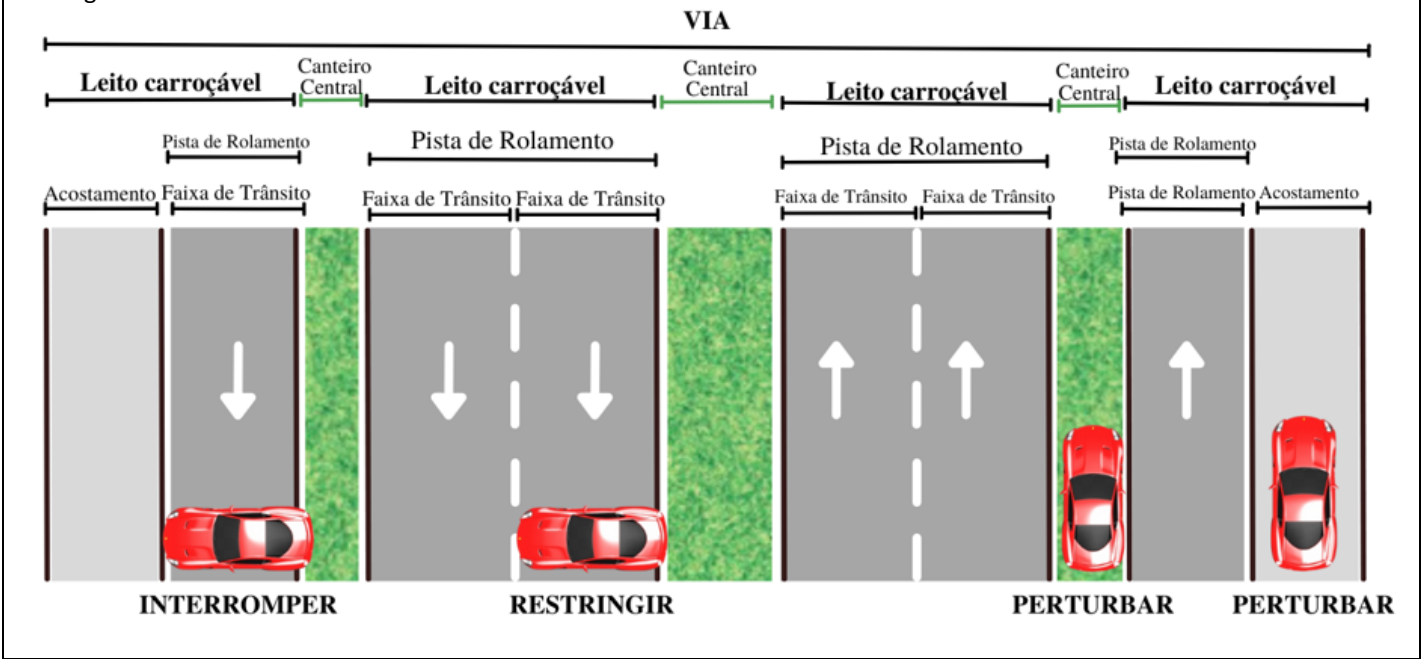 VIA
Leito carroçável
Canteiro
Central
Leito carroçável
Canteiro
Central
Leito carroçável
Canteiro
Central
Leito carroçável
Pista de Rolamento
Pista de Rolamento
Pista de Rolamento
Pista de Rolamento
Acostamento
Faixa de Trânsito
Faixa de Trânsito
Faixa de Trânsito
Faixa de Trânsito
Faixa de Trânsito
Pista de Rolamento
Acostamento
INTERROMPER
RESTRINGIR
PERTURBAR
PERTURBAR